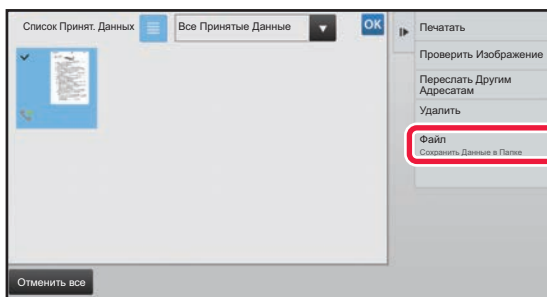 Список Принят. Данных
Все Принятые Данные
OK
Печатать
Проверить Изображение
Переслать Другим
Адресатам
Удалить
Файл
Сохранить Данные в Папке
Отменить все